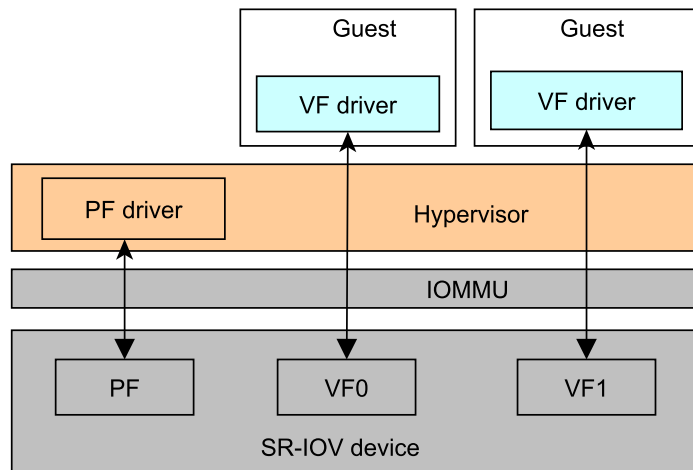 Guest
Guest
VF driver
VF driver
PF driver
Hypervisor
IOMMU
PF
VF0
VF1
SR-IOV device